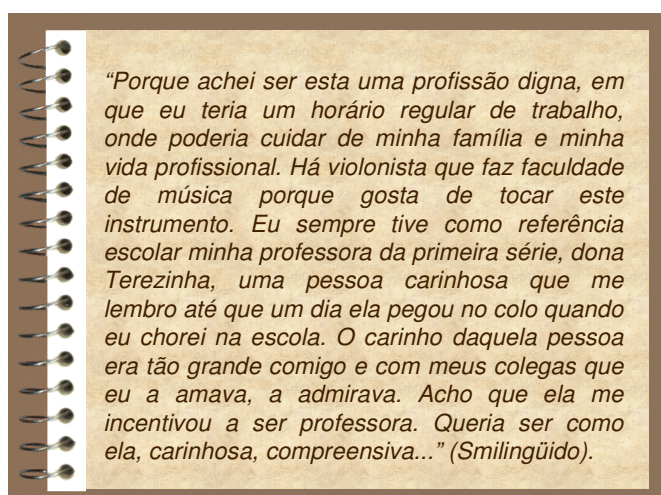 “Porque achei ser esta uma profissão digna, em
que eu teria um horário regular de trabalho,
onde poderia cuidar de minha família e minha
vida profissional. Há violonista que faz faculdade
de música porque gosta de tocar este
instrumento. Eu sempre tive como referência
escolar minha professora da primeira série, dona
Terezinha, uma pessoa carinhosa que me
lembro até que um dia ela pegou no colo quando
eu chorei na escola. O carinho daquela pessoa
era tão grande comigo e com meus colegas que
eu a amava, a admirava. Acho que ela me
incentivou a ser professora. Queria ser como
ela, carinhosa, compreensiva...” (Smilingüido).